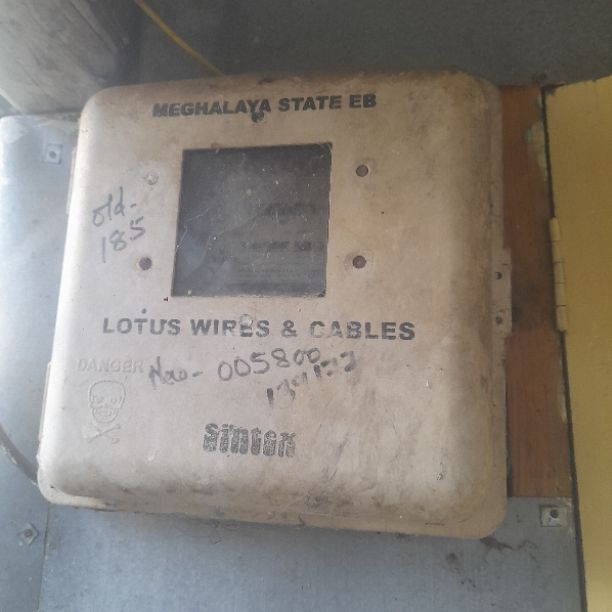 MEGHALAYA STATE EB
old-
185
LOTUS WIRES & CABLES
DANGER
New- 005800
Sintex